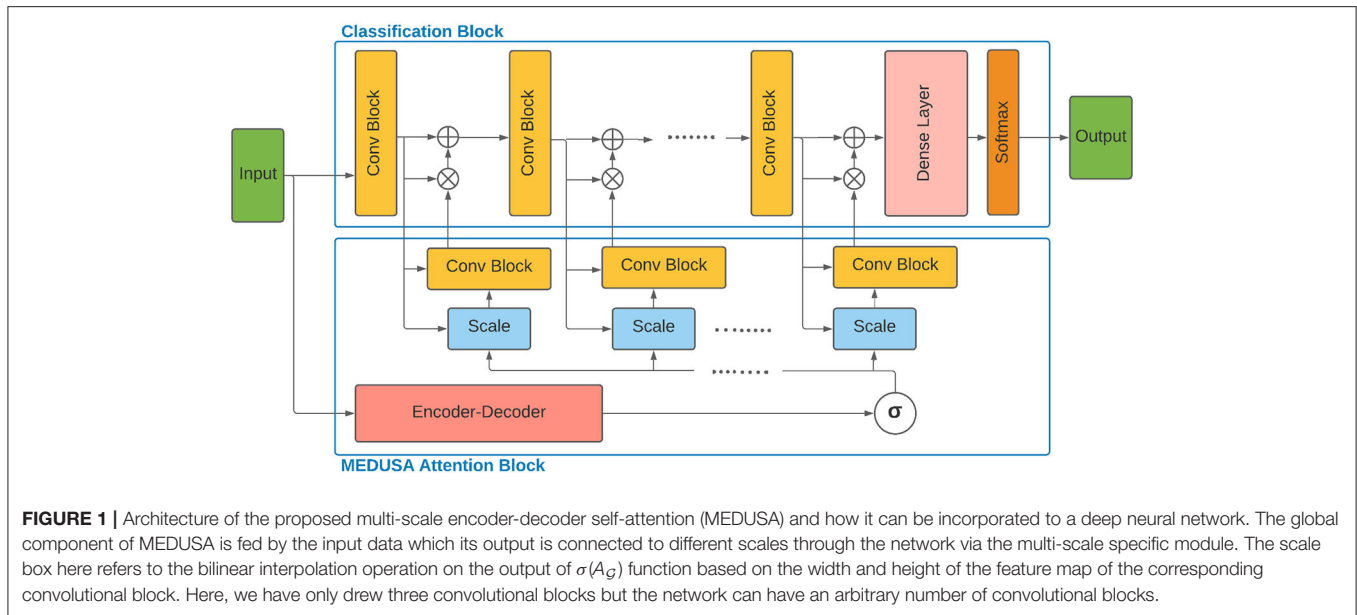 Classification Block
Input
Conv Block
Conv Block
Conv Block
Dense Layer
Softmax
Output
Conv Block
Conv Block
Conv Block
Scale
Scale
Scale
Encoder-Decoder
σ
MEDUSA Attention Block
FIGURE 1 | Architecture of the proposed multi-scale encoder-decoder self-attention (MEDUSA) and how it can be incorporated to a deep neural network. The global
component of MEDUSA is fed by the input data which its output is connected to different scales through the network via the multi-scale specific module. The scale
box here refers to the bilinear interpolation operation on the output of σ(A𝒢) function based on the width and height of the feature map of the corresponding
convolutional block. Here, we have only drew three convolutional blocks but the network can have an arbitrary number of convolutional blocks.